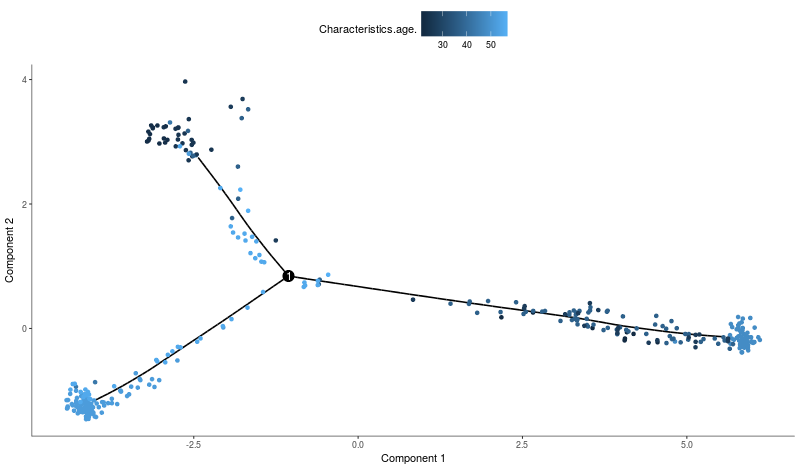 Characteristics.age.
30 40 50
4
2
0
Component 2
1
-2.5 0.0 2.5 5.0
Component 1